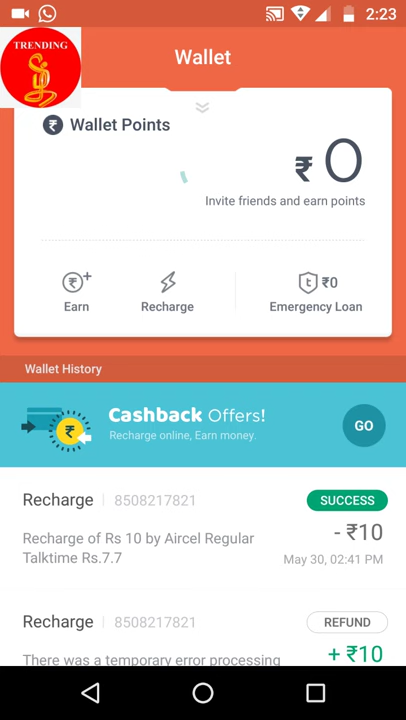 2:23
TRENDING
Wallet
₹ Wallet Points
₹ 0
Invite friends and earn points
₹+
t ₹0
Earn
Recharge
Emergency Loan
Wallet History
₹
Cashback Offers!
Recharge online, Earn money.
GO
Recharge | 8508217821
SUCCESS
Recharge of Rs 10 by Aircel Regular
Talktime Rs.7.7
- ₹10
May 30, 02:41 PM
Recharge | 8508217821
REFUND
There was a temporary error processing
+ ₹10